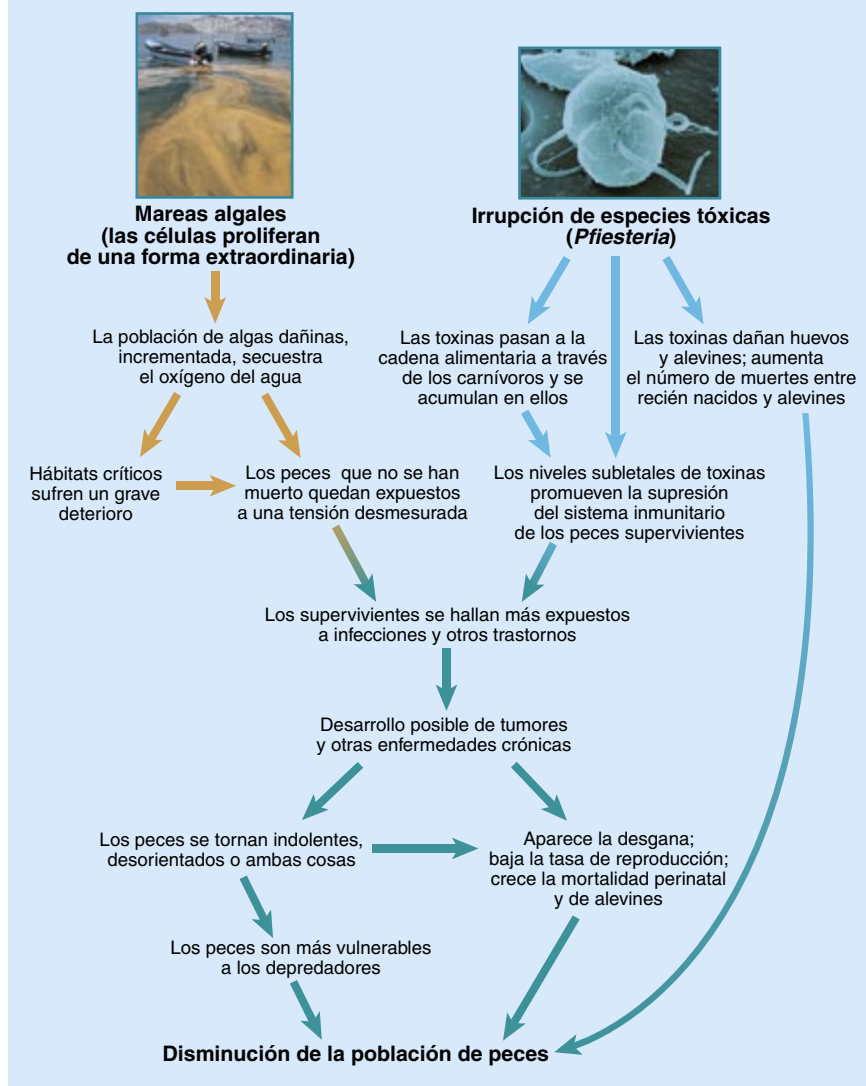 Mareas algales
(las células proliferan
de una forma extraordinaria)
Irrupción de especies tóxicas
(Pfiesteria)
La población de algas dañinas,
incrementada, secuestra
el oxígeno del agua
Las toxinas pasan a la
cadena alimentaria a través
de los carnívoros y se
acumulan en ellos
Las toxinas dañan huevos
y alevines; aumenta
el número de muertes entre
recién nacidos y alevines
Hábitats críticos
sufren un grave
deterioro
Los peces que no se han
muerto quedan expuestos
a una tensión desmesurada
Los niveles subletales de toxinas
promueven la supresión
del sistema inmunitario
de los peces supervivientes
Los supervivientes se hallan más expuestos
a infecciones y otros trastornos
Desarrollo posible de tumores
y otras enfermedades crónicas
Los peces se tornan indolentes,
desorientados o ambas cosas
Aparece la desgana;
baja la tasa de reproducción;
crece la mortalidad perinatal
y de alevines
Los peces son más vulnerables
a los depredadores
Disminución de la población de peces